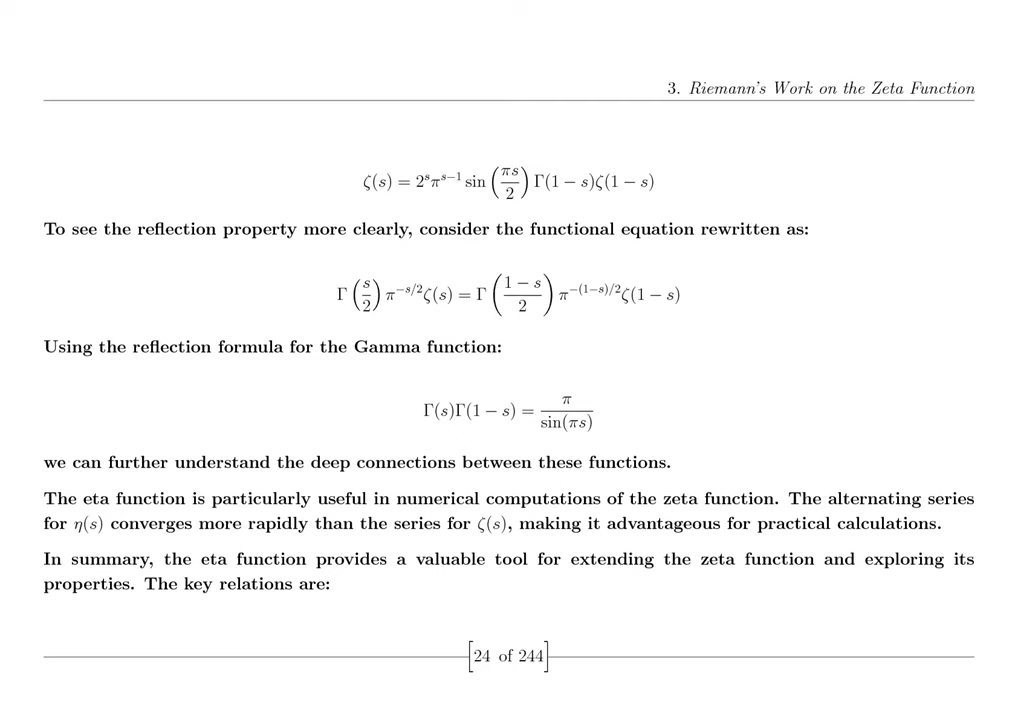 3. Riemann's Work on the Zeta Function
ζ(s) = 2^s π^{s−1} sin (πs/2) Γ(1 − s)ζ(1 − s)
To see the reflection property more clearly, consider the functional equation rewritten as:
Γ (s/2) π^{−s/2} ζ(s) = Γ ((1 − s)/2) π^{−(1−s)/2} ζ(1 − s)
Using the reflection formula for the Gamma function:
Γ(s)Γ(1 − s) = π/sin(πs)
we can further understand the deep connections between these functions.
The eta function is particularly useful in numerical computations of the zeta function. The alternating series
for η(s) converges more rapidly than the series for ζ(s), making it advantageous for practical calculations.
In summary, the eta function provides a valuable tool for extending the zeta function and exploring its
properties. The key relations are:
[24 of 244]